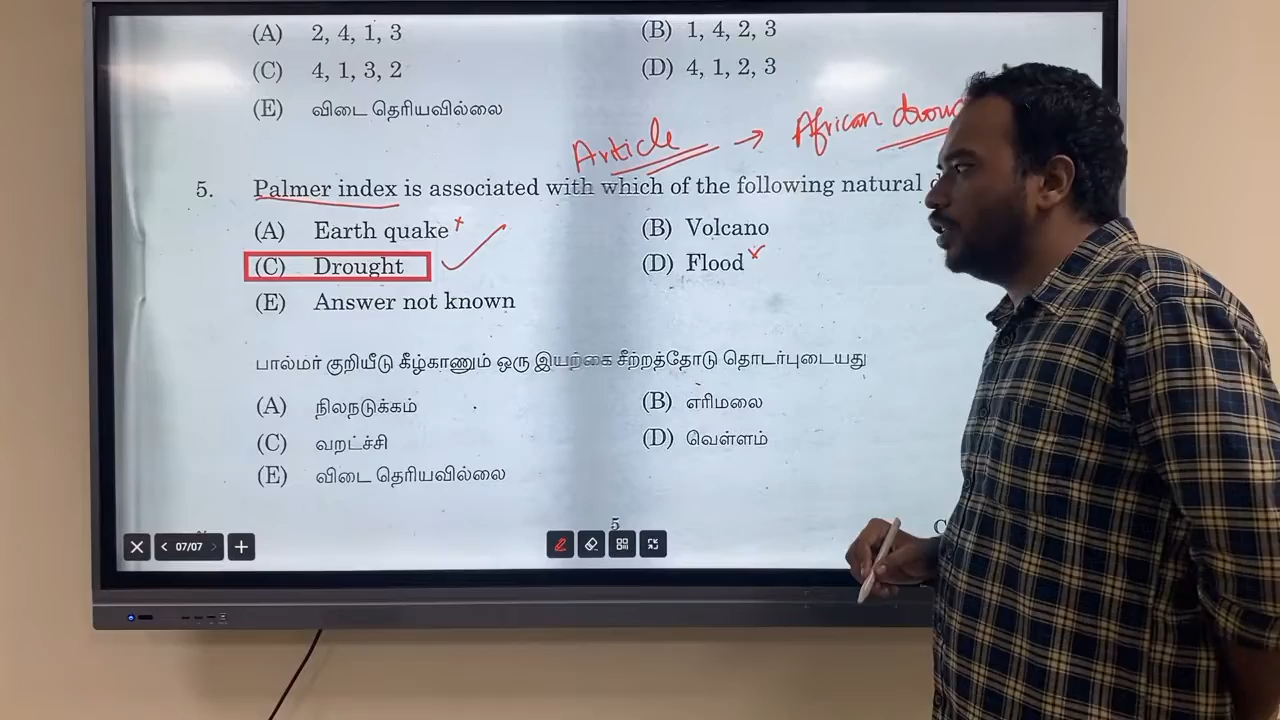 (A) 2, 4, 1, 3 (B) 1, 4, 2, 3
(C) 4, 1, 3, 2 (D) 4, 1, 2, 3
(E) விடை தெரியவில்லை
Article → African
5. Palmer index is associated with which of the following natural
(A) Earth quake x (B) Volcano
(C) Drought ✓ (D) Flood x
(E) Answer not known
பால்மர் குறியீடு கீழ்காணும் ஒரு இயற்கை சீற்றத்தோடு தொடர்புடையது
(A) நிலநடுக்கம் (B) எரிமலை
(C) வறட்ச்சி (D) வெள்ளம்
(E) விடை தெரியவில்லை
5
07/07